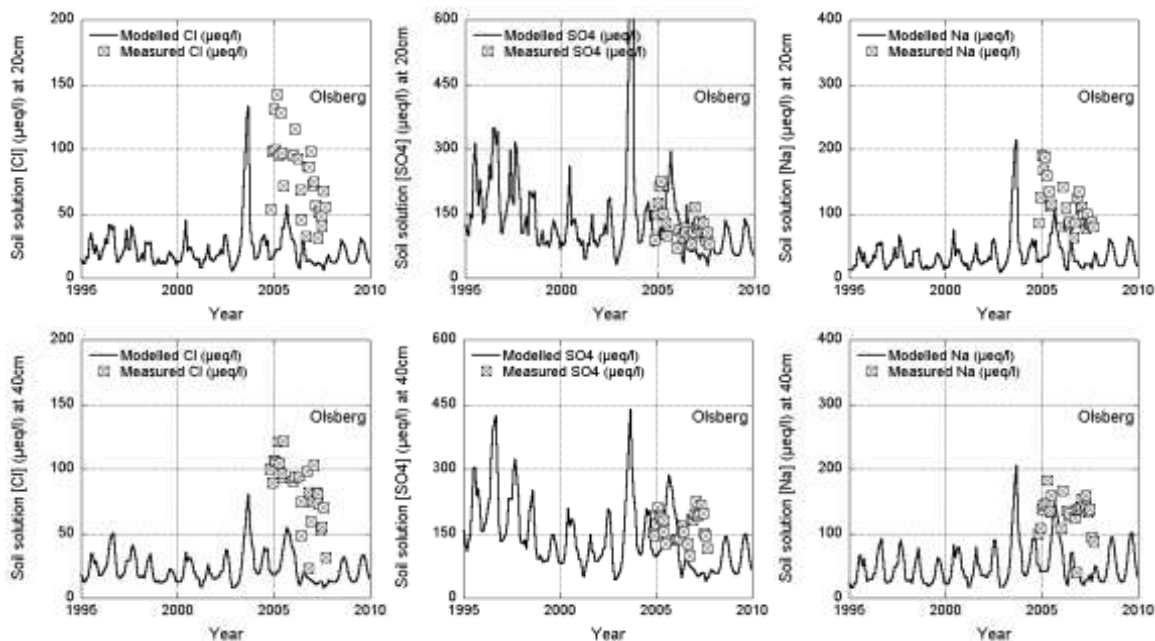 Soil solution [Cl] (µeq/l) at 20cm
200
150
100
50
0
Modelled Cl (µeq/l)
Measured Cl (µeq/l)
Olsberg
1995
2000
2005
2010
Year
Soil solution [SO4] (µeq/l) at 20cm
600
450
300
150
0
Modelled SO4 (µeq/l)
Measured SO4 (µeq/l)
Olsberg
1995
2000
2005
2010
Year
Soil solution [Na] (µeq/l) at 20cm
400
300
200
100
0
Modelled Na (µeq/l)
Measured Na (µeq/l)
Olsberg
1995
2000
2005
2010
Year
Soil solution [Cl] (µeq/l) at 40cm
200
150
100
50
0
Modelled Cl (µeq/l)
Measured Cl (µeq/l)
Olsberg
1995
2000
2005
2010
Year
Soil solution [SO4] (µeq/l) at 40cm
600
450
300
150
0
Modelled SO4 (µeq/l)
Measured SO4 (µeq/l)
Olsberg
1995
2000
2005
2010
Year
Soil solution [Na] (µeq/l) at 40cm
400
300
200
100
0
Modelled Na (µeq/l)
Measured Na (µeq/l)
Olsberg
1995
2000
2005
2010
Year